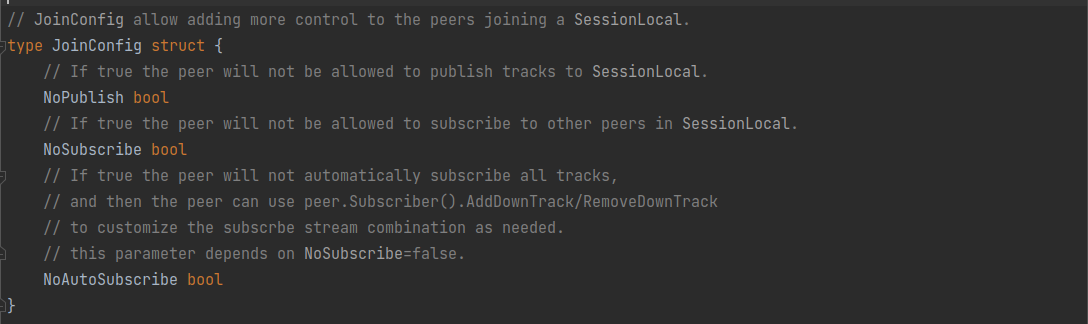 // JoinConfig allow adding more control to the peers joining a SessionLocal.
type JoinConfig struct {
    // If true the peer will not be allowed to publish tracks to SessionLocal.
    NoPublish bool
    // If true the peer will not be allowed to subscribe to other peers in SessionLocal.
    NoSubscribe bool
    // If true the peer will not automatically subscribe all tracks,
    // and then the peer can use peer.Subscriber().AddDownTrack/RemoveDownTrack
    // to customize the subscrbe stream combination as needed.
    // this parameter depends on NoSubscribe=false.
    NoAutoSubscribe bool
}